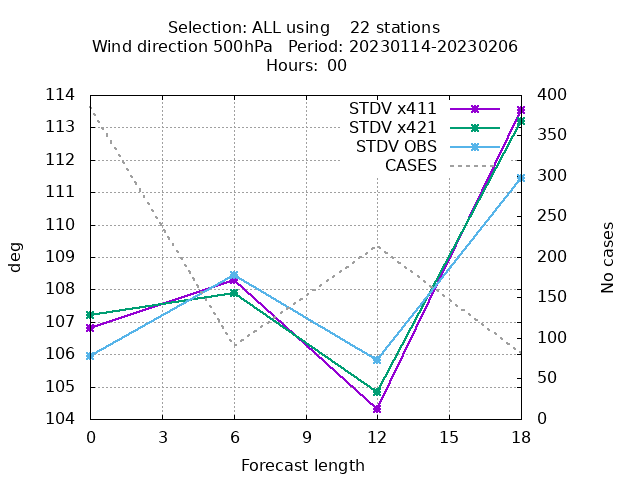 Selection: ALL using    22 stations
Wind direction 500hPa   Period: 20230114-20230206
Hours: 00
114
113
112
111
110
109
108
107
106
105
104
400
350
300
250
200
150
100
50
0
STDV x411
STDV x421
STDV OBS
CASES
deg
No cases
0 3 6 9 12 15 18
Forecast length